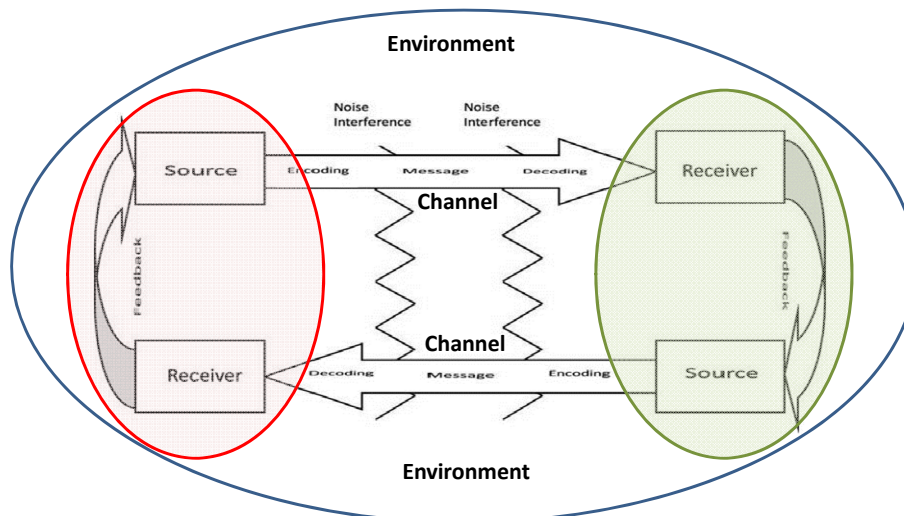 Environment
Noise
Interference
Noise
Interference
Source
Encoding
Message
Decoding
Receiver
Channel
Feedback
Feedback
Channel
Receiver
Decoding
Message
Encoding
Source
Environment